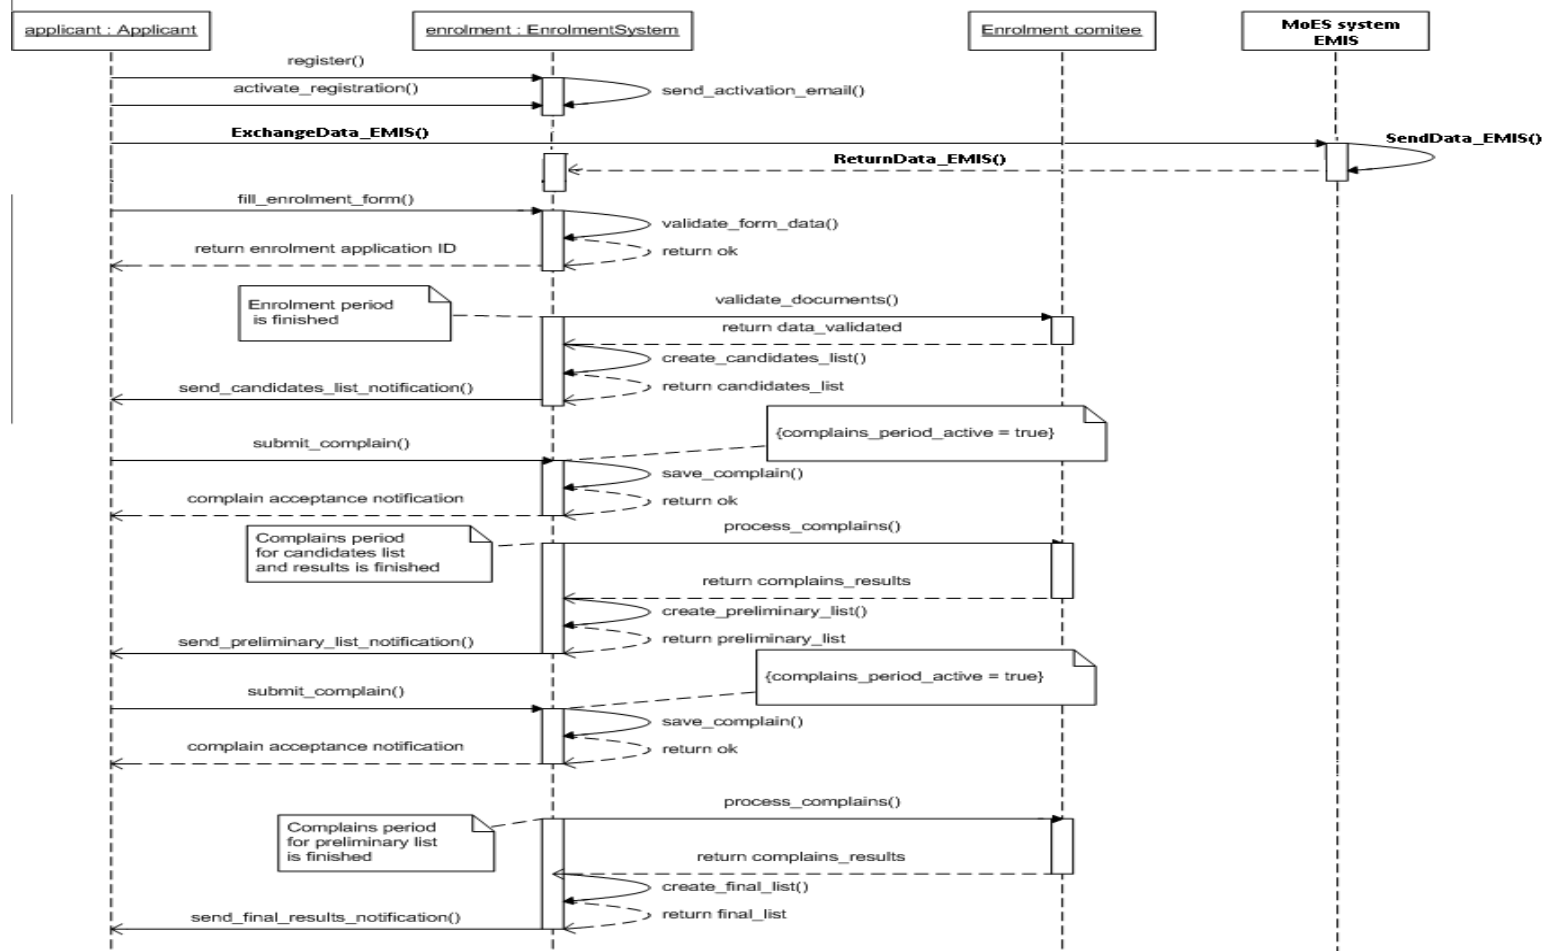 applicant : Applicant
enrolment : EnrolmentSystem
Enrolment comitee
MoES system
EMIS
register()
activate_registration()
send_activation_email()
ExchangeData_EMIS()
SendData_EMIS()
ReturnData_EMIS()
fill_enrolment_form()
validate_form_data()
return enrolment application ID
return ok
Enrolment period
is finished
validate_documents()
return data_validated
create_candidates_list()
send_candidates_list_notification()
return candidates_list
{complains_period_active = true}
submit_complain()
save_complain()
complain acceptance notification
return ok
process_complains()
Complains period
for candidates list
and results is finished
return complains_results
create_preliminary_list()
send_preliminary_list_notification()
return preliminary_list
{complains_period_active = true}
submit_complain()
save_complain()
complain acceptance notification
return ok
process_complains()
Complains period
for preliminary list
is finished
return complains_results
create_final_list()
send_final_results_notification()
return final_list